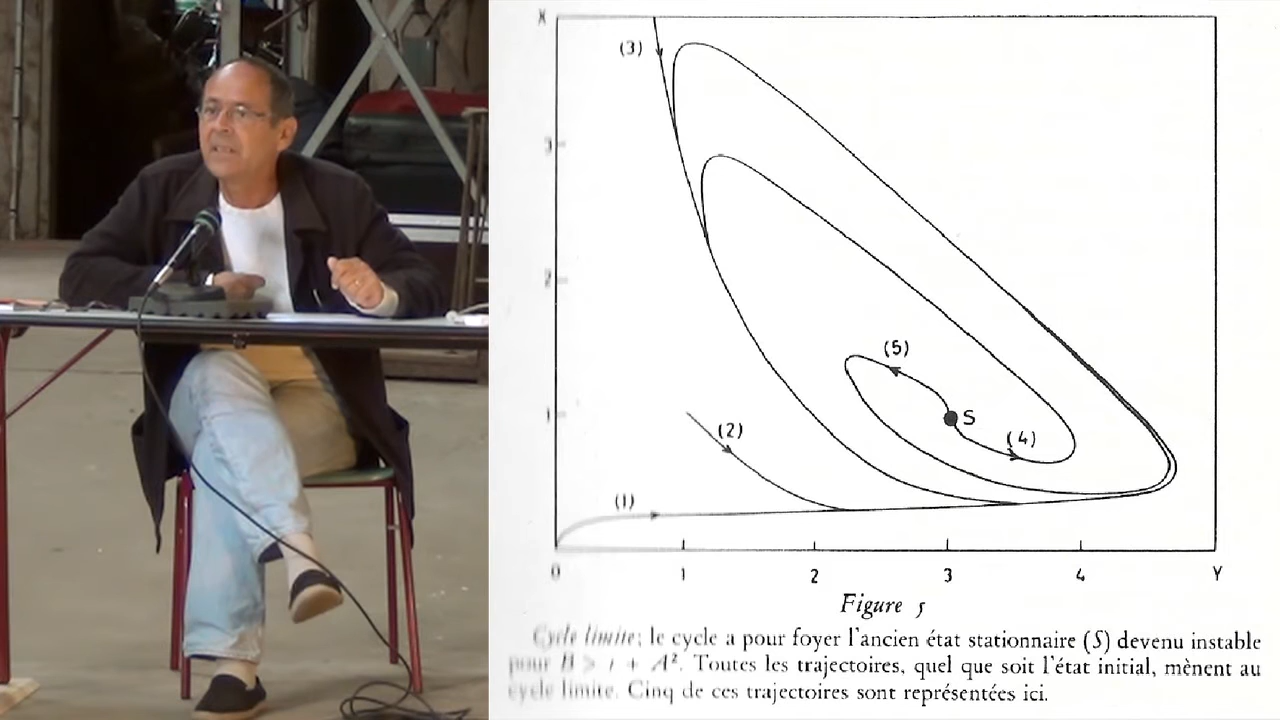 X
(3)
3
2
(5)
S
1
(4)
(2)
(1)
0 1 2 3 4 Y
Figure 5
Cycle limite; le cycle a pour foyer l'ancien état stationnaire (S) devenu instable
pour B > 1 + A². Toutes les trajectoires, quel que soit l'état initial, mènent au
cycle limite. Cinq de ces trajectoires sont représentées ici.